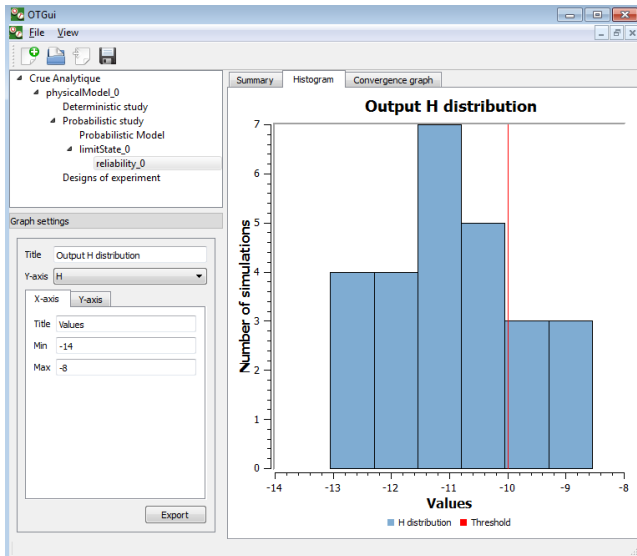 OTGui
File View
Crue Analytique
physicalModel_0
Deterministic study
Probabilistic study
Probabilistic Model
limitState_0
reliability_0
Designs of experiment
Graph settings
Title Output H distribution
Y-axis H
X-axis Y-axis
Title Values
Min -14
Max -8
Export
Summary Histogram Convergence graph
Output H distribution
Number of simulations
7
6
5
4
3
2
1
0
-14 -13 -12 -11 -10 -9 -8
Values
H distribution Threshold